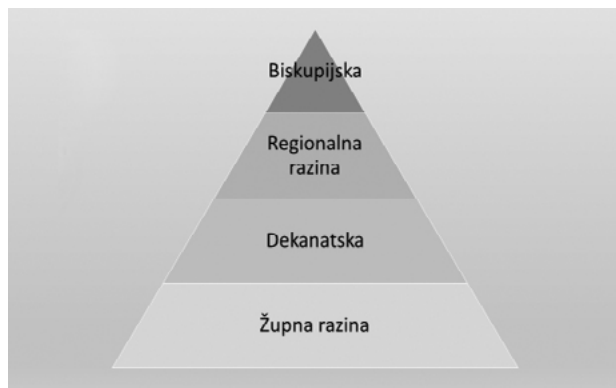 Biskupijska
Regionalna
razina
Dekanatska
Župna razina